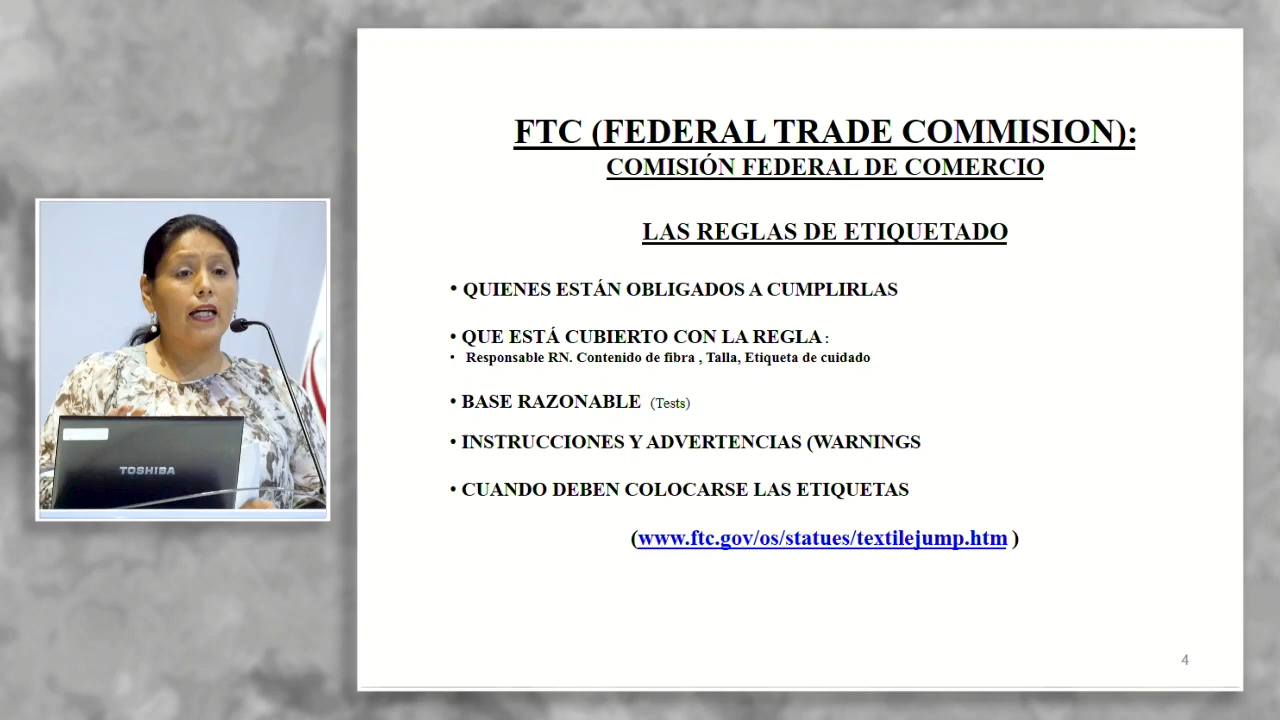 FTC (FEDERAL TRADE COMMISION):
COMISIÓN FEDERAL DE COMERCIO
LAS REGLAS DE ETIQUETADO
• QUIENES ESTÁN OBLIGADOS A CUMPLIRLAS
• QUE ESTÁ CUBIERTO CON LA REGLA :
• Responsable RN. Contenido de fibra , Talla, Etiqueta de cuidado
• BASE RAZONABLE (Tests)
• INSTRUCCIONES Y ADVERTENCIAS (WARNINGS
• CUANDO DEBEN COLOCARSE LAS ETIQUETAS
(www.ftc.gov/os/statues/textilejump.htm )
4
TOSHIBA